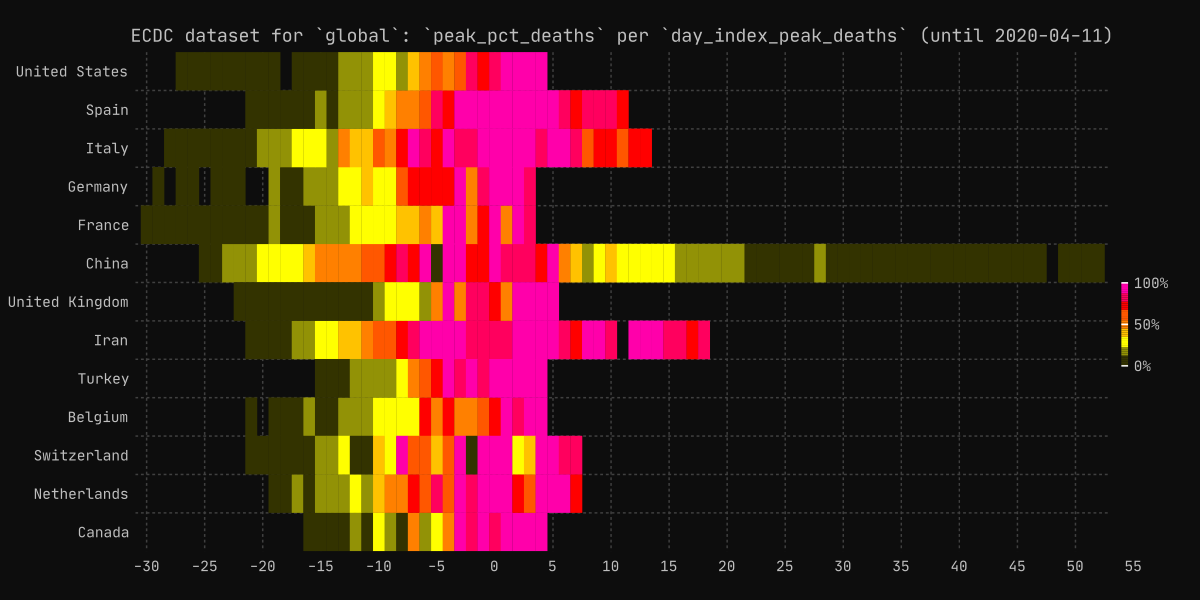 ECDC dataset for `global`: `peak_pct_deaths` per `day_index_peak_deaths` (until 2020-04-11)
United States
Spain
Italy
Germany
France
China
United Kingdom
Iran
Turkey
Belgium
Switzerland
Netherlands
Canada
100%
50%
0%
-30 -25 -20 -15 -10 -5 0 5 10 15 20 25 30 35 40 45 50 55